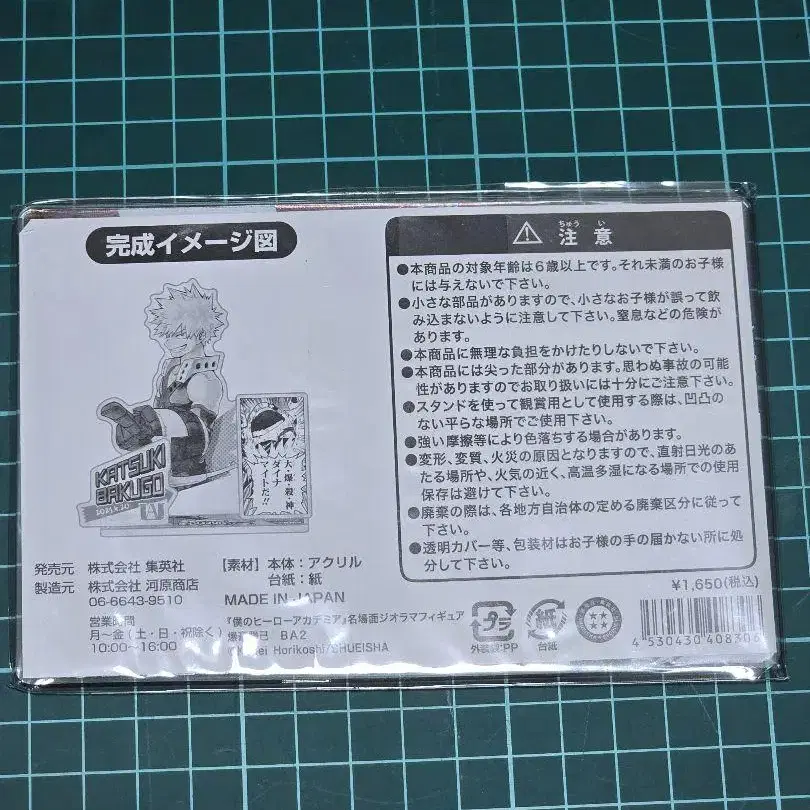 完成イメージ図
KATSUKI
BAKUGO
大・爆・殺・神
ダイナ
マイトだ!!
発売元 株式会社 集英社
製造元 株式会社 河原商店
06-6643-9510
営業時間
月〜金(土・日・祝除く)
10:00〜16:00
【素材】本体：アクリル
台紙：紙
MADE IN JAPAN
『僕のヒーローアカデミア』名場面ジオラマフィギュア
BA2
Horikoshi/SHUEISHA
ちゅう い
注 意
●本商品の対象年齢は6歳以上です。それ未満のお子様
には与えないで下さい。
●小さな部品がありますので、小さなお子様が誤って飲
み込まないように注意して下さい。窒息などの危険が
あります。
●本商品に無理な負担をかけたりしないで下さい。
●本商品には尖った部分があります。思わぬ事故の可能
性がありますのでお取り扱いには十分にご注意下さい。
●スタンドを使って観賞用として使用する際は、凹凸の
ない平らな場所でご使用下さい。
●強い摩擦等により色落ちする場合があります。
●変形、変質、火災の原因となりますので、直射日光のあ
たる場所や、火気の近く、高温多湿になる場所での使用
保存は避けて下さい。
●廃棄の際は、各地方自治体の定める廃棄区分に従って
下さい。
●透明カバー等、包装材はお子様の手の届かない所に処
分して下さい。
¥1,650(税込)
プラ
外装袋:PP
紙
台紙
4 530430 408306